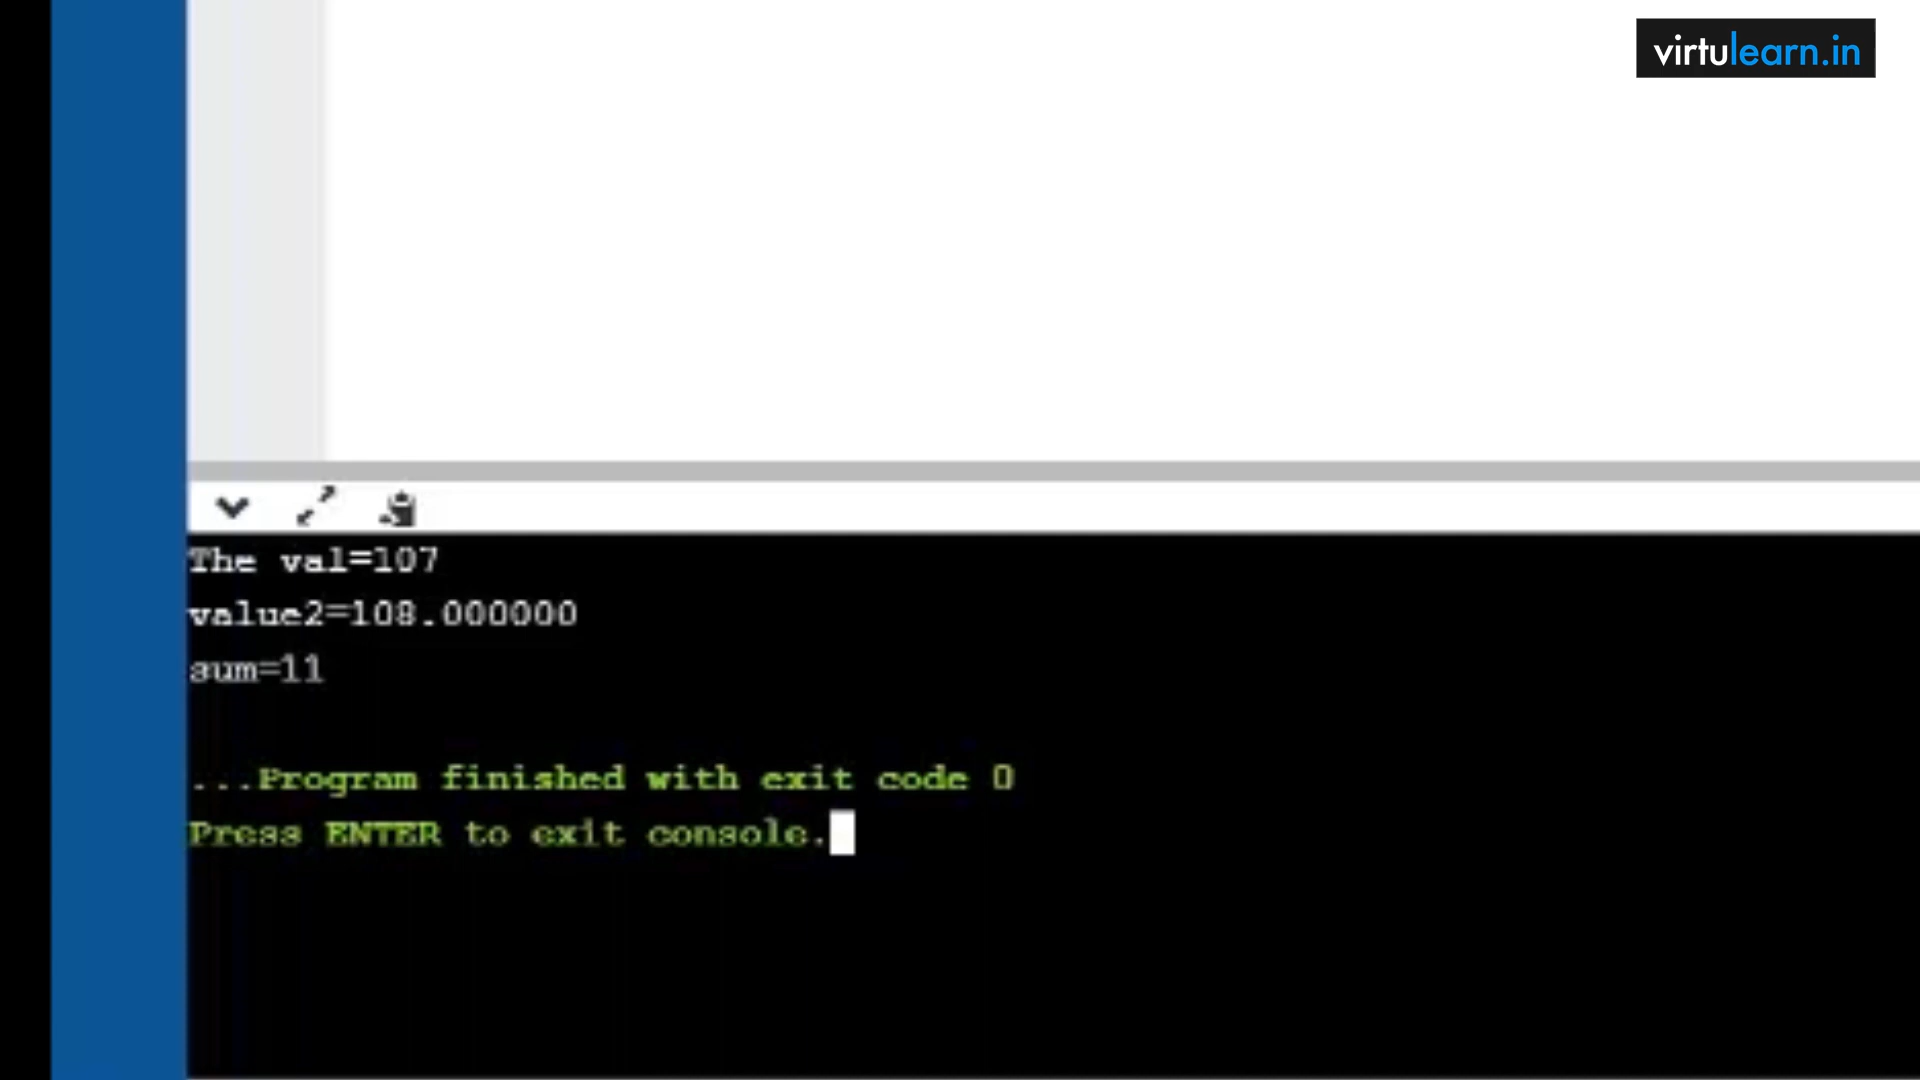 virtulearn.in
The val=107
value2=108.000000
sum=11
...Program finished with exit code 0
Press ENTER to exit console.